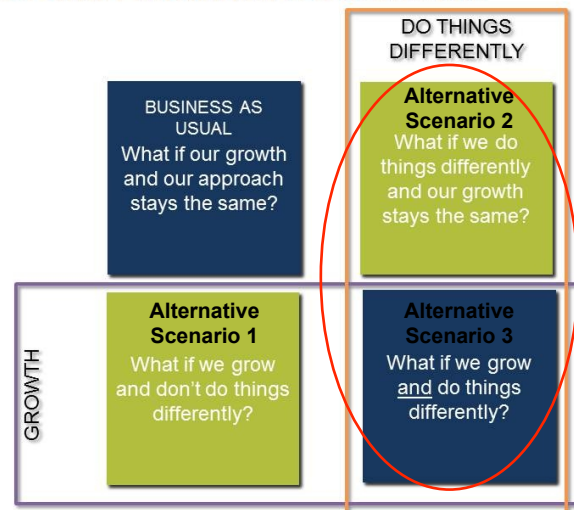 DO THINGS
DIFFERENTLY
BUSINESS AS
USUAL
What if our growth
and our approach
stays the same?
Alternative
Scenario 2
What if we do
things differently
and our growth
stays the same?
GROWTH
Alternative
Scenario 1
What if we grow
and don't do things
differently?
Alternative
Scenario 3
What if we grow
and do things
differently?